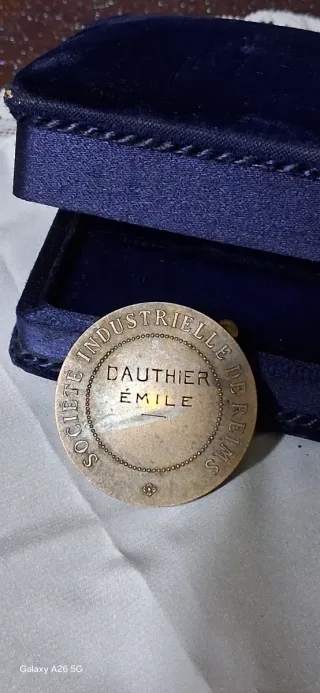 SOCIETE INDUSTRIELLE DE REIMS
DAUTHIER
ÉMILE
Galaxy A26 5G